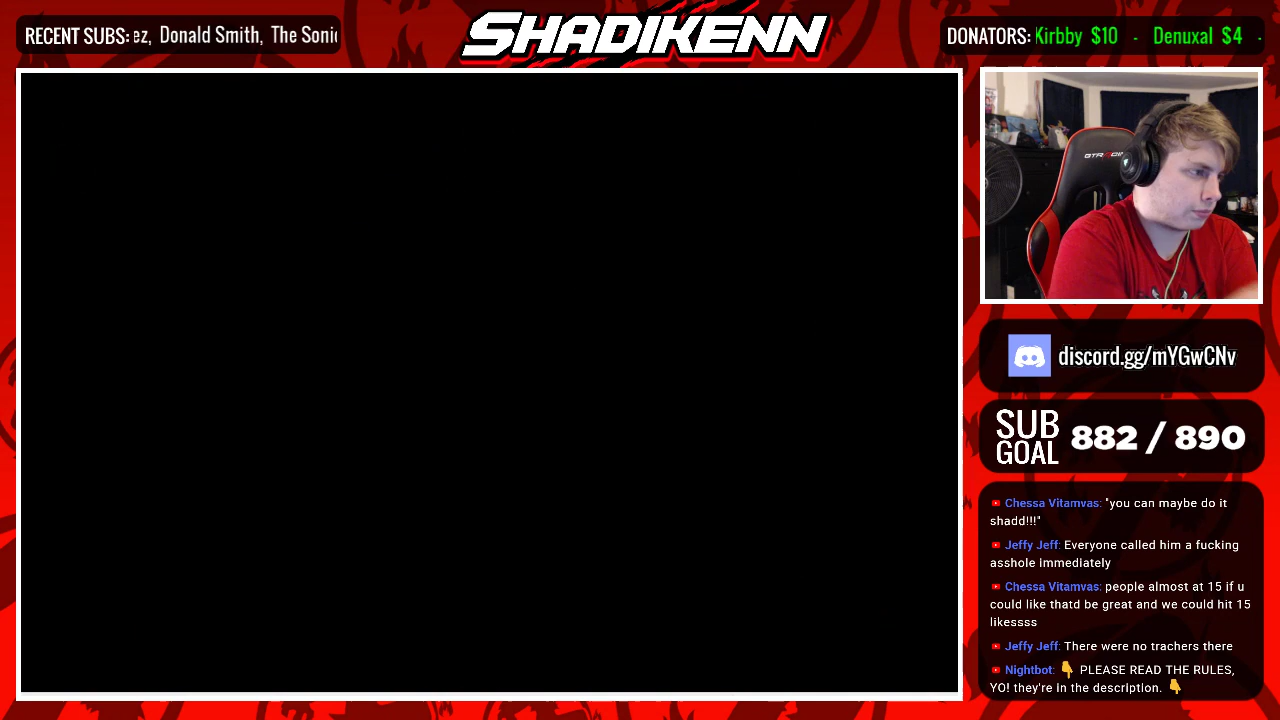 RECENT SUBS: ez, Donald Smith, The Sonic
SHADIKENN
DONATORS: Kirbby $10 - Denuxal $4 -
GTRACING
discord.gg/mYGwCNv
SUB GOAL 882 / 890
Chessa Vitamvas: "you can maybe do it
shadd!!!"
Jeffy Jeff: Everyone called him a fucking
asshole immediately
Chessa Vitamvas: people almost at 15 if u
could like thatd be great and we could hit 15
likessss
Jeffy Jeff: There were no trachers there
Nightbot: 👇 PLEASE READ THE RULES,
YO! they're in the description. 👇